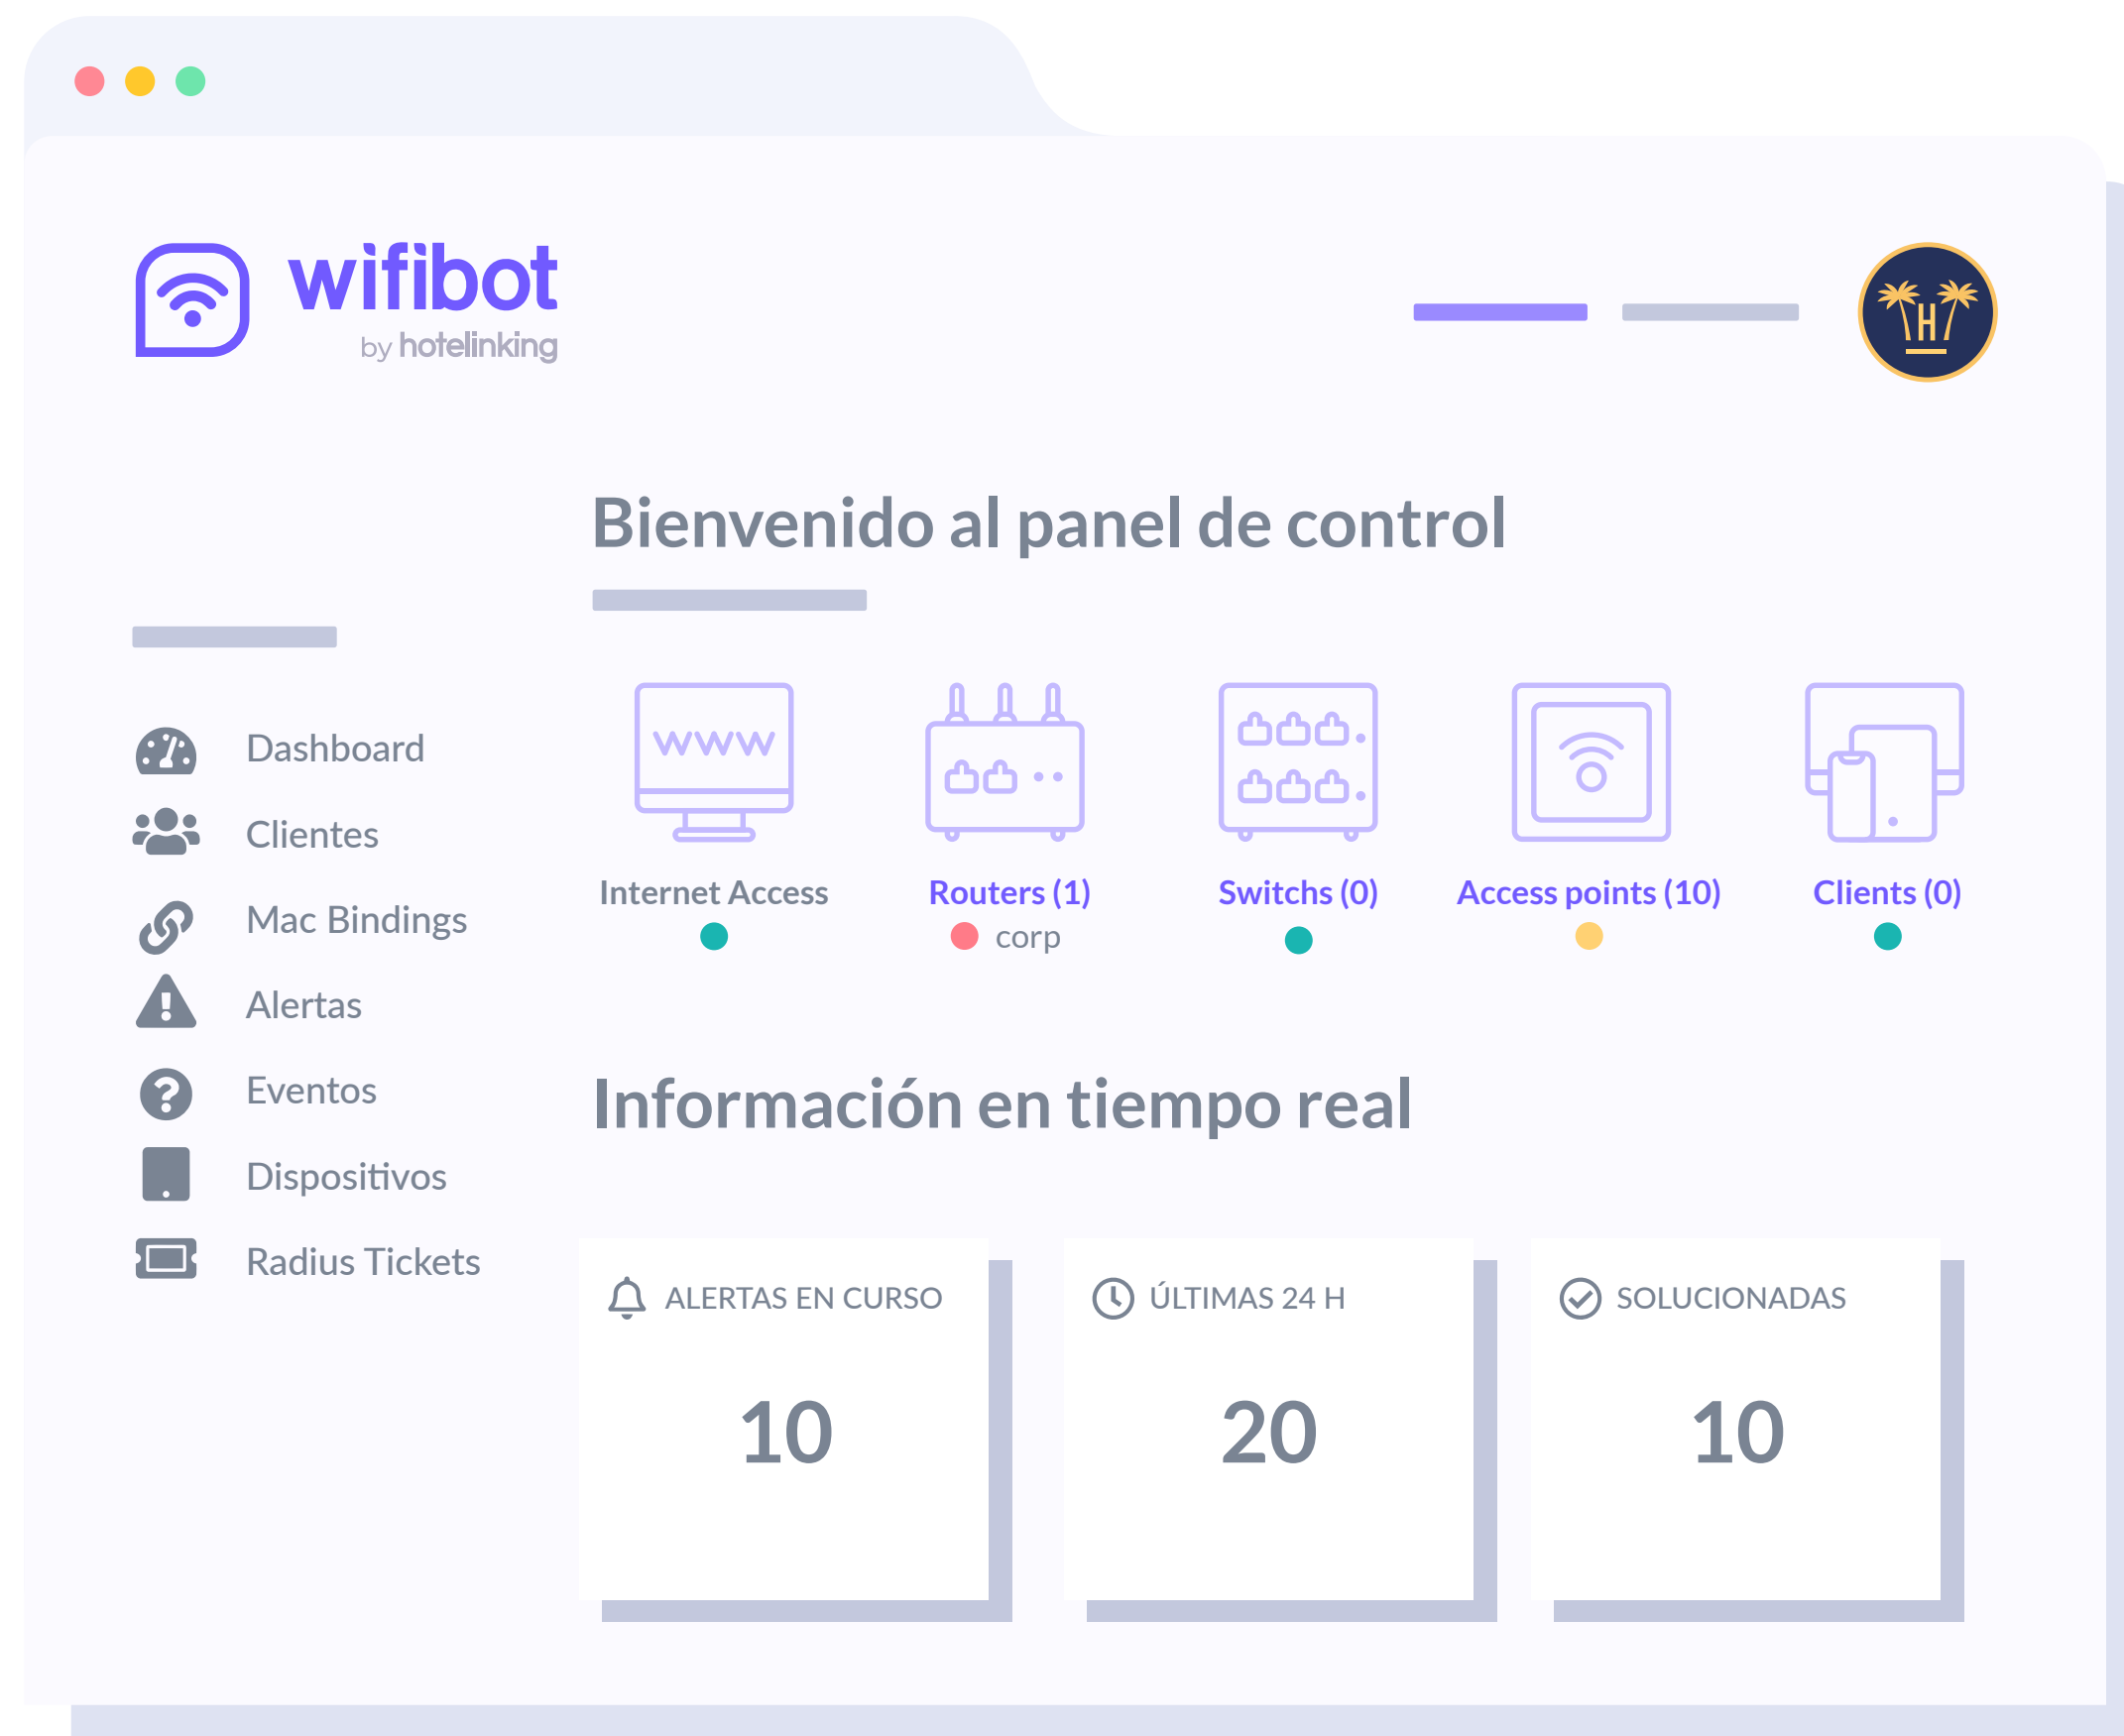 wifibot
by hotelinking
H
Bienvenido al panel de control
Dashboard
Clientes
Mac Bindings
Alertas
Eventos
Dispositivos
Radius Tickets
www
Internet Access
Routers (1)
corp
Switchs (0)
Access points (10)
Clients (0)
Información en tiempo real
ALERTAS EN CURSO
10
ÚLTIMAS 24 H
20
SOLUCIONADAS
10